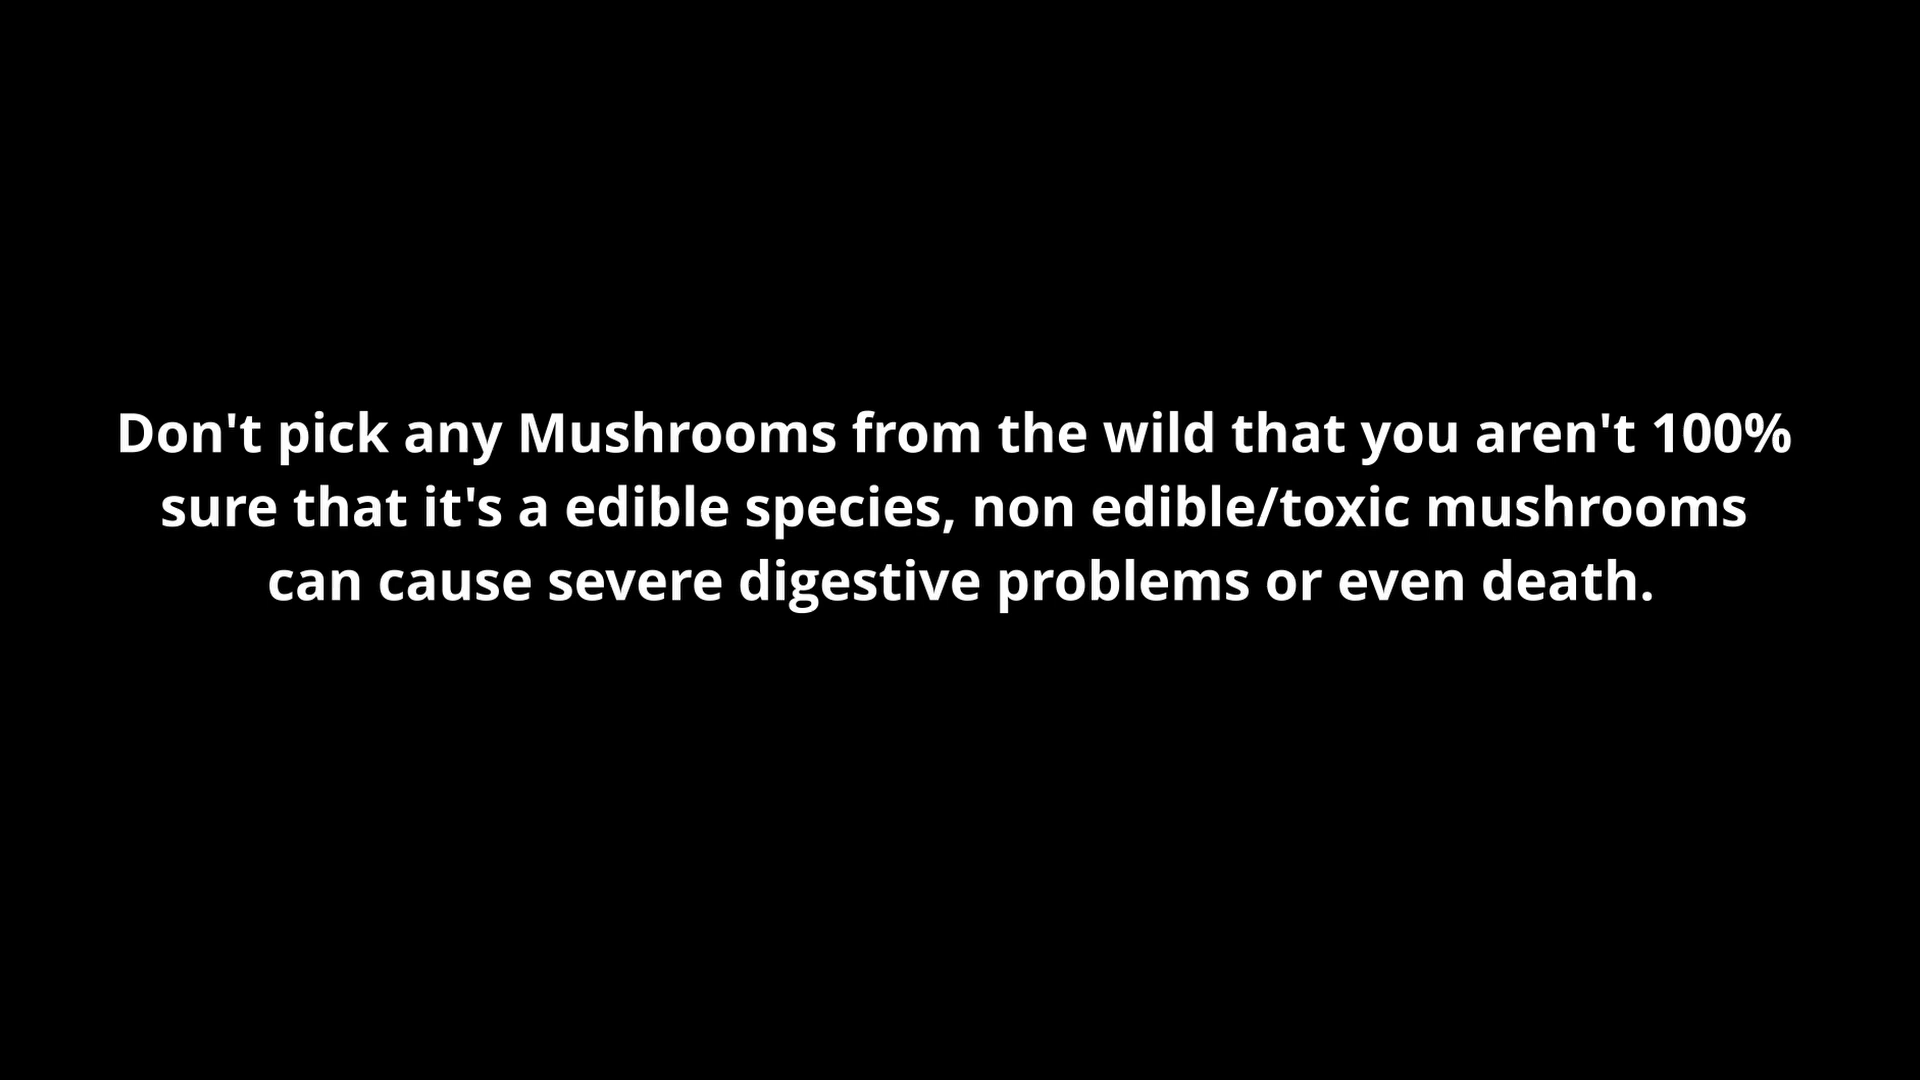 Don't pick any Mushrooms from the wild that you aren't 100%
sure that it's a edible species, non edible/toxic mushrooms
can cause severe digestive problems or even death.